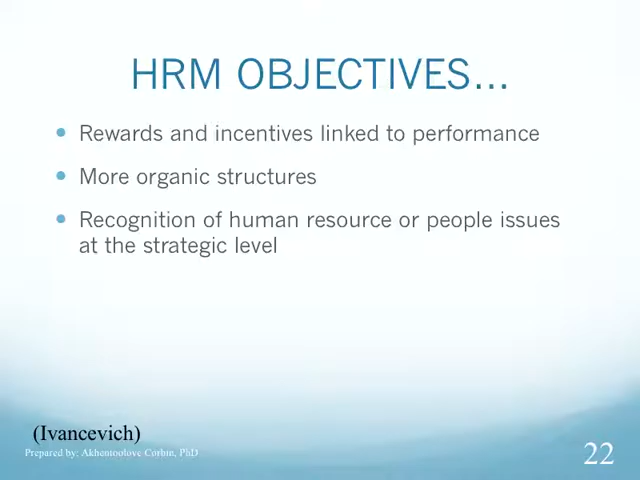 HRM OBJECTIVES...
• Rewards and incentives linked to performance
• More organic structures
• Recognition of human resource or people issues
at the strategic level
(Ivancevich)
Prepared by: Akhentoolove Corbin, PhD
22